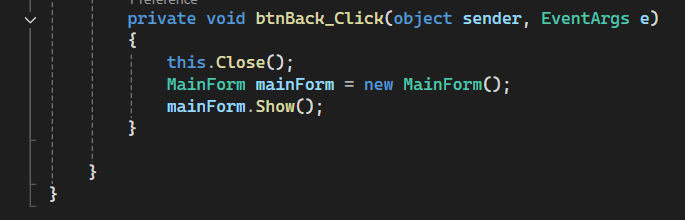 1 reference
private void btnBack_Click(object sender, EventArgs e)
{
this.Close();
MainForm mainForm = new MainForm();
mainForm.Show();
}
}
}